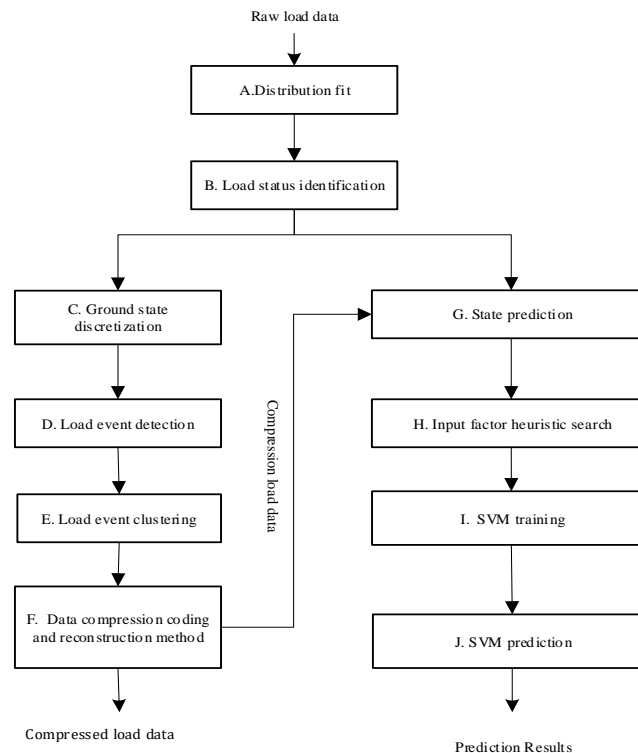 Raw load data
A.Distribution fit
B. Load status identification
C. Ground state
discretization
D. Load event detection
E. Load event clustering
F. Data compression coding
and reconstruction method
Compressed load data
Compression load data
G. State prediction
H. Input factor heuristic search
I. SVM training
J. SVM prediction
Prediction Results